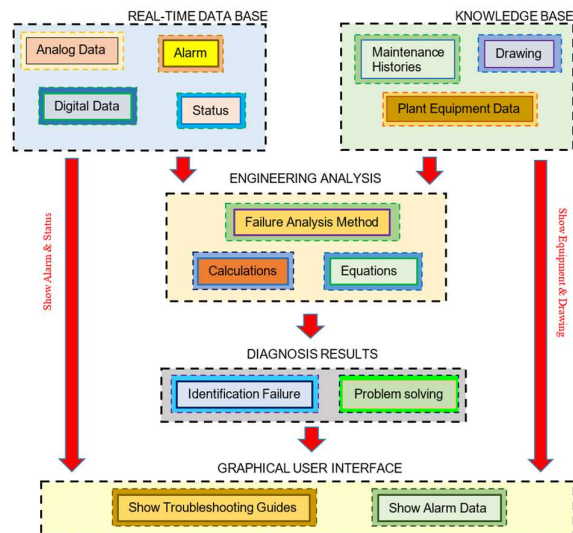 REAL-TIME DATA BASE
KNOWLEDGE BASE
Analog Data
Alarm
Digital Data
Status
Maintenance
Histories
Drawing
Plant Equipment Data
ENGINEERING ANALYSIS
Failure Analysis Method
Calculations
Equations
Show Alarm & Status
Show Equipment & Drawing
DIAGNOSIS RESULTS
Identification Failure
Problem solving
GRAPHICAL USER INTERFACE
Show Troubleshooting Guides
Show Alarm Data